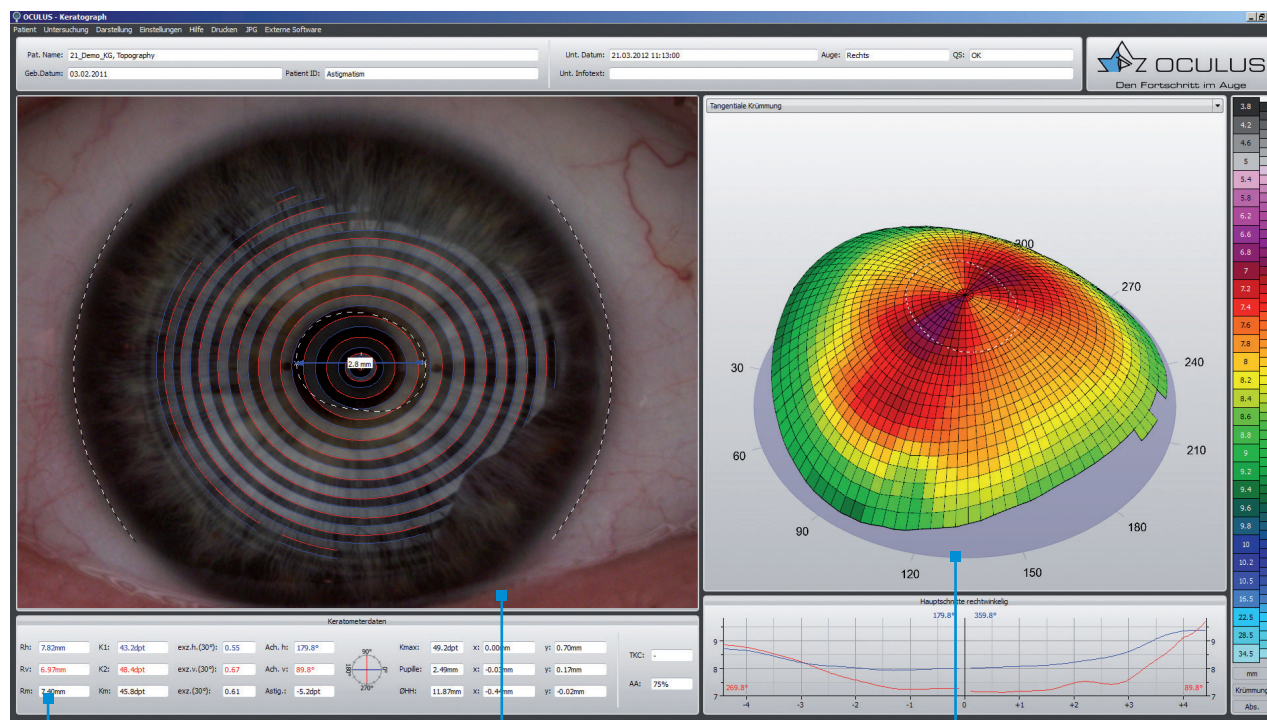 OCULUS - Keratograph
Patient Untersuchung Darstellung Einstellungen Hilfe Drucken JPG Externe Software
Pat. Name: 21_Demo_KG, Topography
Geb.Datum: 03.02.2011 Patient ID: Astigmatism
Unt. Datum: 21.03.2012 11:13:00 Auge: Rechts QS: OK
Unt. Infotext:
OCULUS
Den Fortschritt im Auge
2.8 mm
Tangentiale Krümmung
300
270
240
210
180
150
120
90
60
30
3.8
4.2
4.6
5
5.4
5.8
6.2
6.6
6.8
7
7.2
7.4
7.6
7.8
8
8.2
8.4
8.6
8.8
9
9.2
9.4
9.6
9.8
10
10.2
10.5
16.5
22.5
28.5
34.5
mm
Krümmung
Abs.
Keratometerdaten
Rh: 7.82mm K1: 43.2dpt exz.h.(30°): 0.55 Ach. h: 179.8° Kmax: 49.2dpt x: 0.00mm y: 0.70mm
Rv: 6.97mm K2: 48.4dpt exz.v.(30°): 0.67 Ach. v: 89.8° Pupille: 2.49mm x: -0.03mm y: 0.17mm
Rm: 7.40mm Km: 45.8dpt exz.(30°): 0.61 Astig.: -5.2dpt ØHH: 11.87mm x: -0.44mm y: -0.02mm
90°
180°
270°
TKC: -
AA: 75%
Hauptschnitte rechtwinkelig
179.8° 359.8°
9 9
8 8
7 7
269.8° 89.8°
-4 -3 -2 -1 0 +1 +2 +3 +4